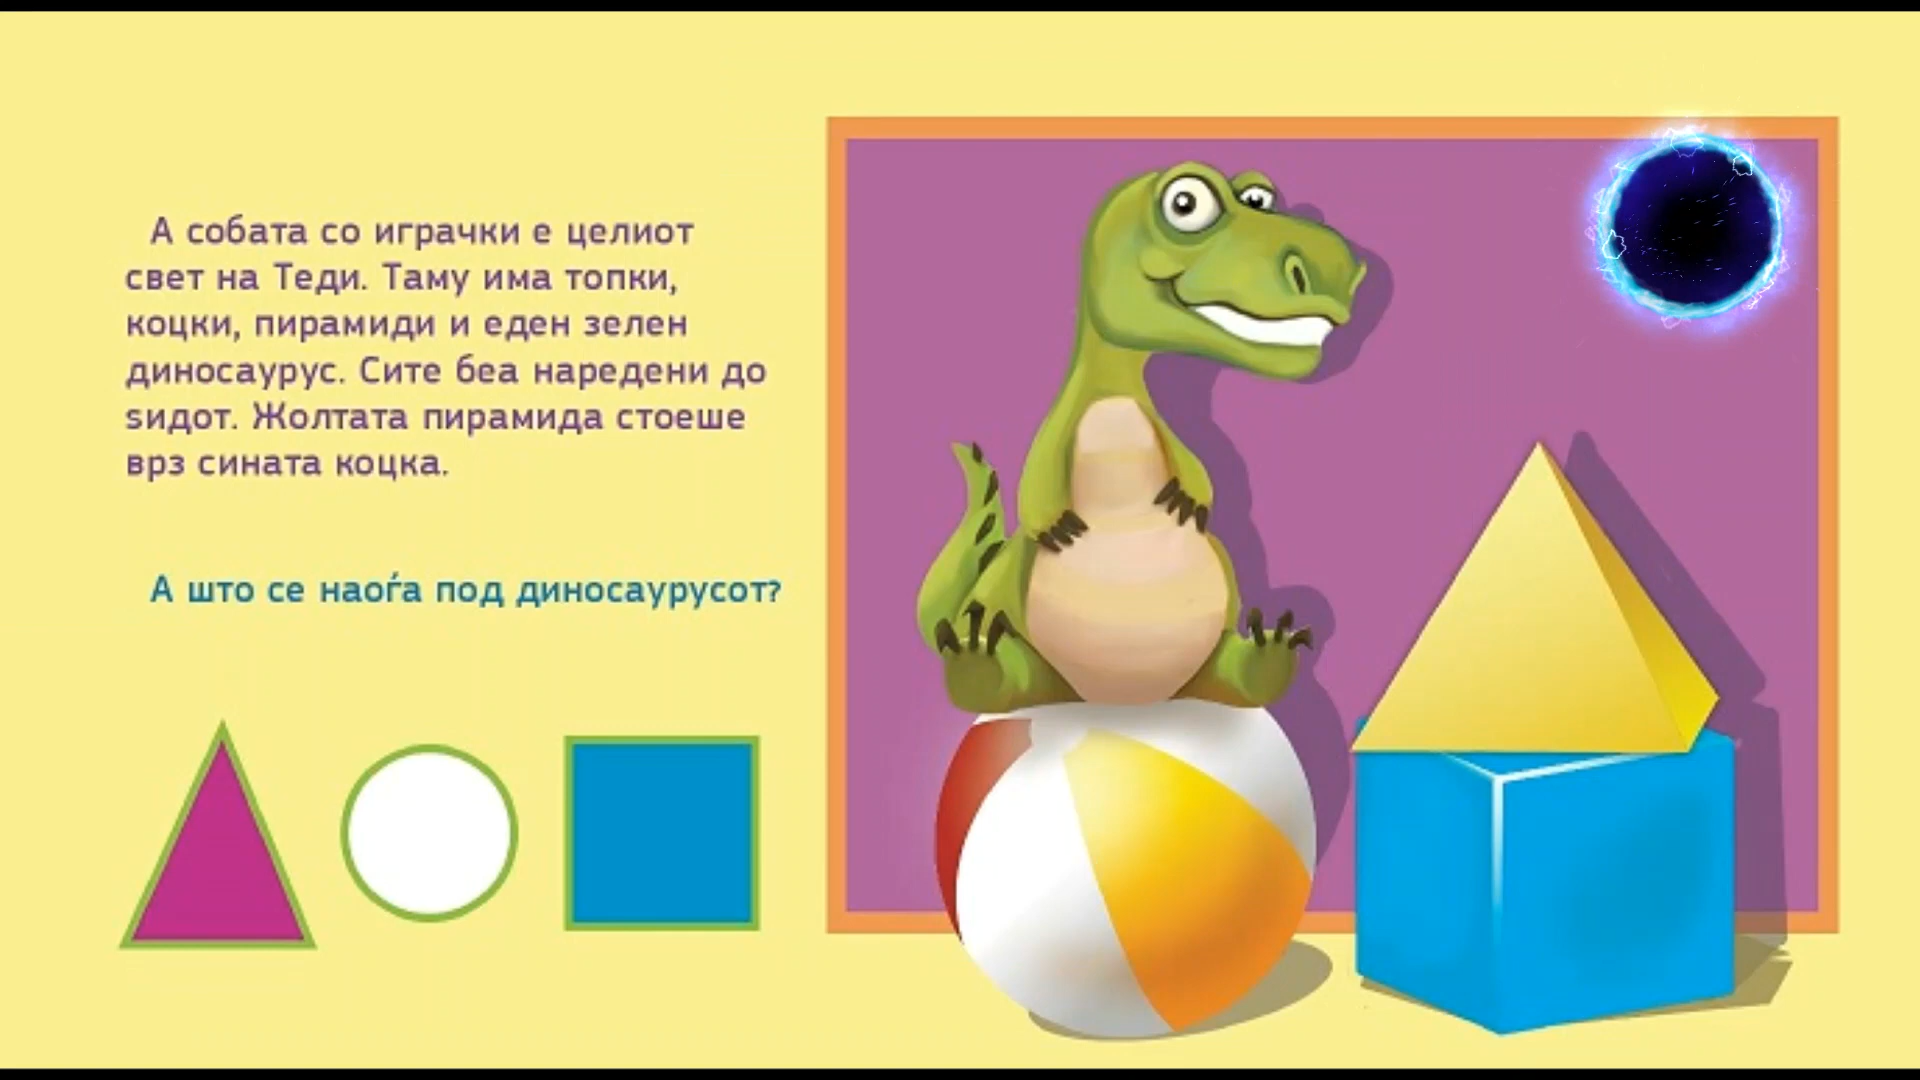 А собата со играчки е целиот
свет на Теди. Таму има топки,
коцки, пирамиди и еден зелен
диносаурус. Сите беа наредени до
ѕидот. Жолтата пирамида стоеше
врз сината коцка.
А што се наоѓа под диносаурусот?